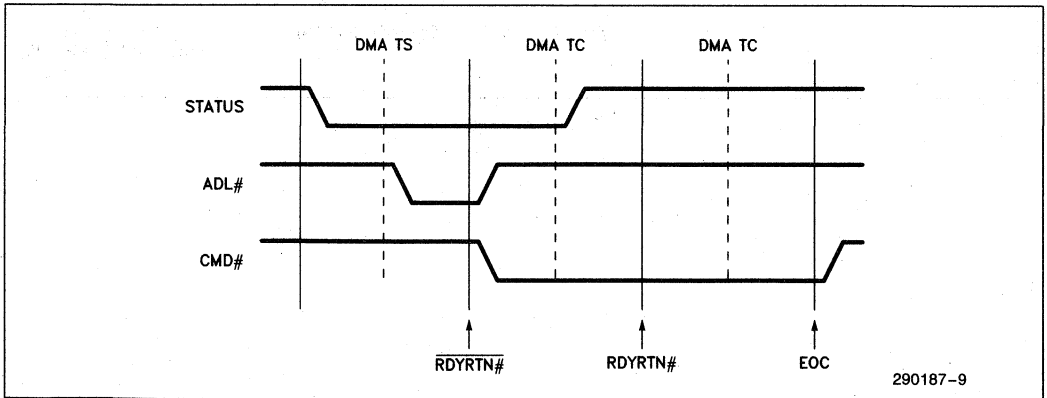 DMA TS DMA TC DMA TC
STATUS
ADL#
CMD#
RDYRTN# RDYRTN# EOC
290187-9